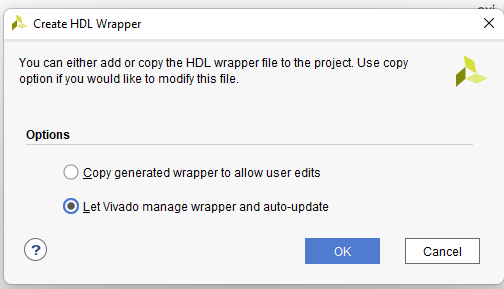 Create HDL Wrapper
You can either add or copy the HDL wrapper file to the project. Use copy
option if you would like to modify this file.
Options
Copy generated wrapper to allow user edits
Let Vivado manage wrapper and auto-update
?
OK
Cancel